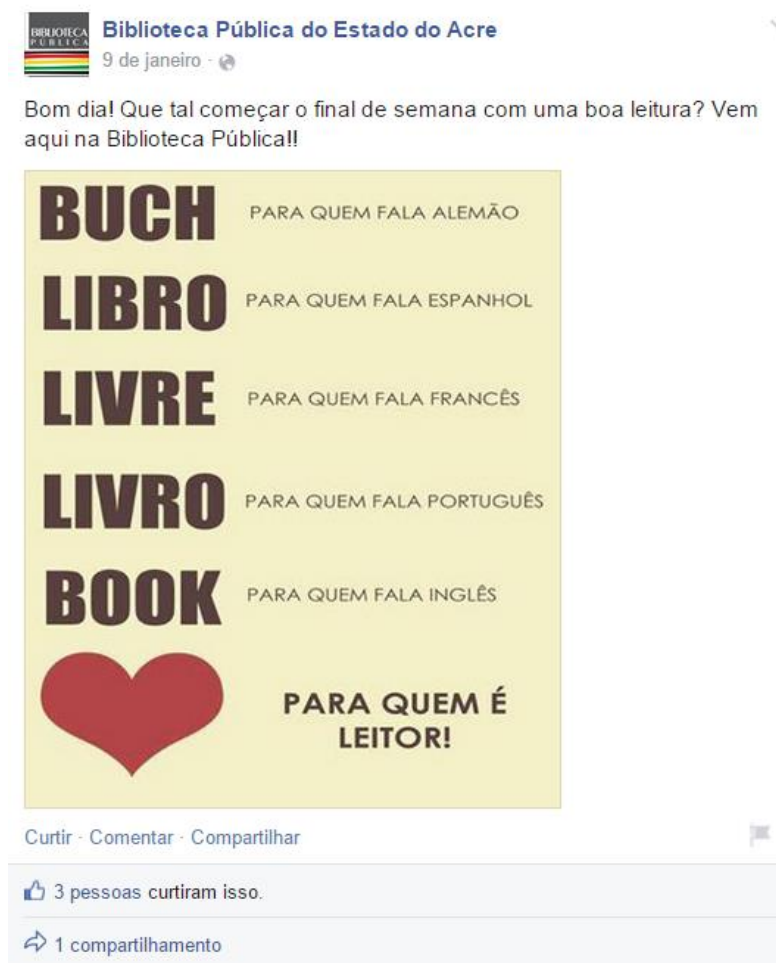 BIBLIOTECA
PÚBLICA
Biblioteca Pública do Estado do Acre
9 de janeiro ·
Bom dia! Que tal começar o final de semana com uma boa leitura? Vem
aqui na Biblioteca Pública!!
BUCH PARA QUEM FALA ALEMÃO
LIBRO PARA QUEM FALA ESPANHOL
LIVRE PARA QUEM FALA FRANCÊS
LIVRO PARA QUEM FALA PORTUGUÊS
BOOK PARA QUEM FALA INGLÊS
PARA QUEM É
LEITOR!
Curtir · Comentar · Compartilhar
3 pessoas curtiram isso.
1 compartilhamento